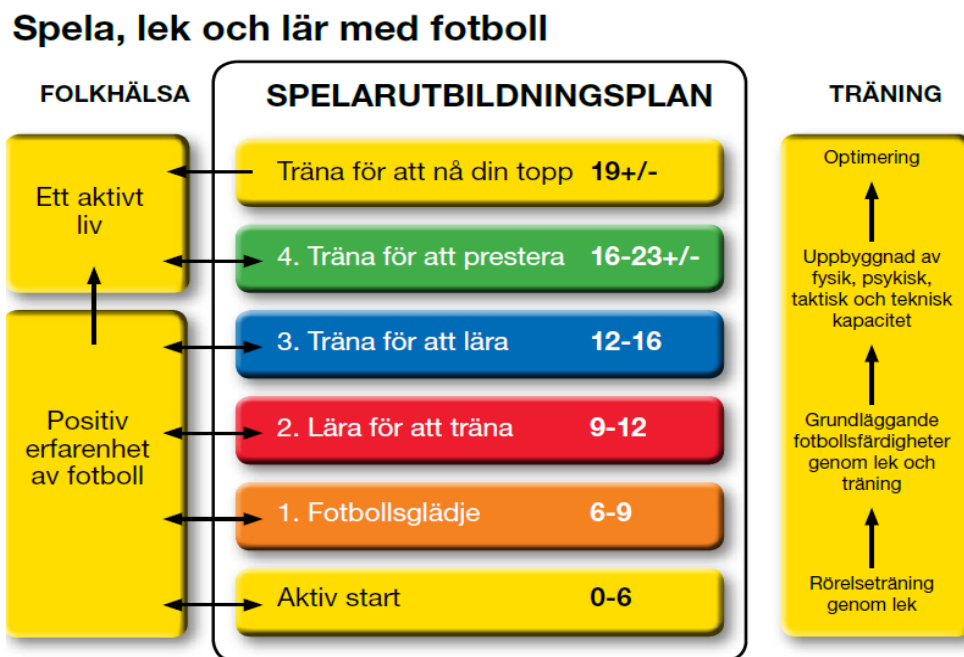 Spela, lek och lär med fotboll
FOLKHÄLSA
Ett aktivt
liv
Positiv
erfarenhet
av fotboll
SPELARUTBILDNINGSPLAN
Träna för att nå din topp 19+/-
4. Träna för att prestera 16-23+/-
3. Träna för att lära 12-16
2. Lära för att träna 9-12
1. Fotbollsglädje 6-9
Aktiv start 0-6
TRÄNING
Optimering
Uppbyggnad av
fysik, psykisk,
taktisk och teknisk
kapacitet
Grundläggande
fotbollsfärdigheter
genom lek och
träning
Rörelseträning
genom lek